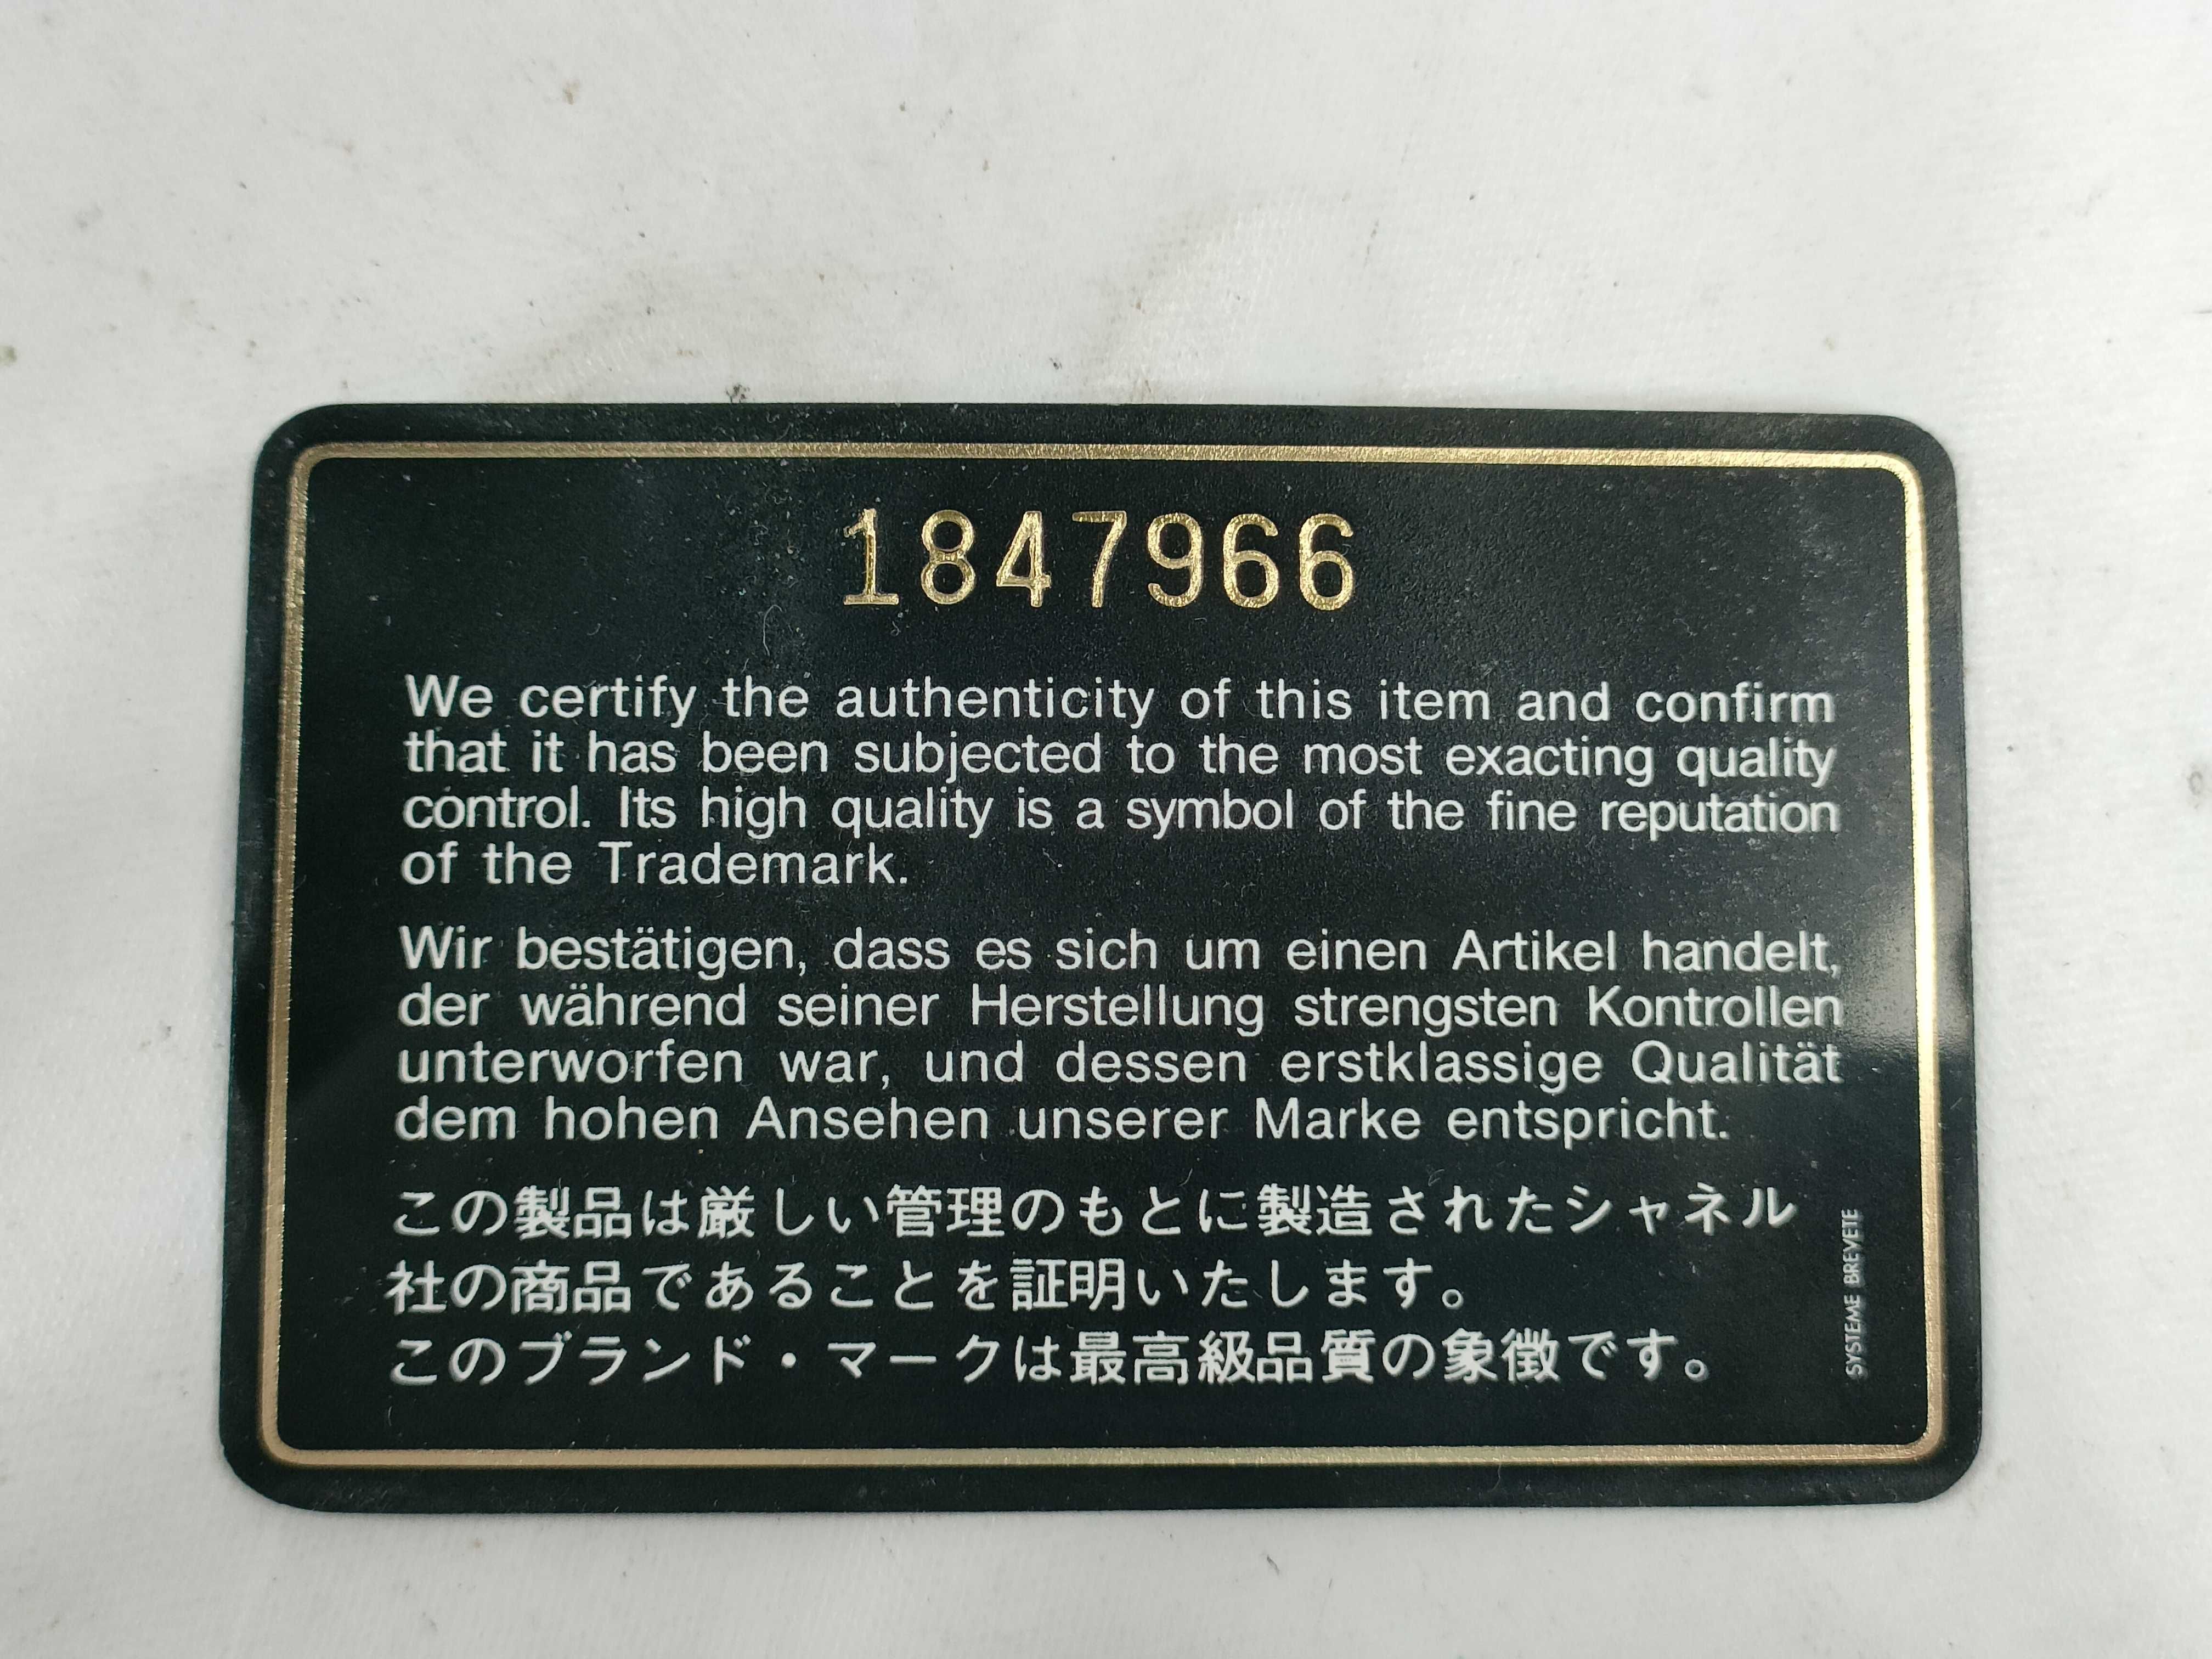 1847966
We certify the authenticity of this item and confirm
that it has been subjected to the most exacting quality
control. Its high quality is a symbol of the fine reputation
of the Trademark.
Wir bestätigen, dass es sich um einen Artikel handelt,
der während seiner Herstellung strengsten Kontrollen
unterworfen war, und dessen erstklassige Qualität
dem hohen Ansehen unserer Marke entspricht.
この製品は厳しい管理のもとに製造されたシャネル
社の商品であることを証明いたします。
このブランド・マークは最高級品質の象徴です。
SYSTEME BREVETE